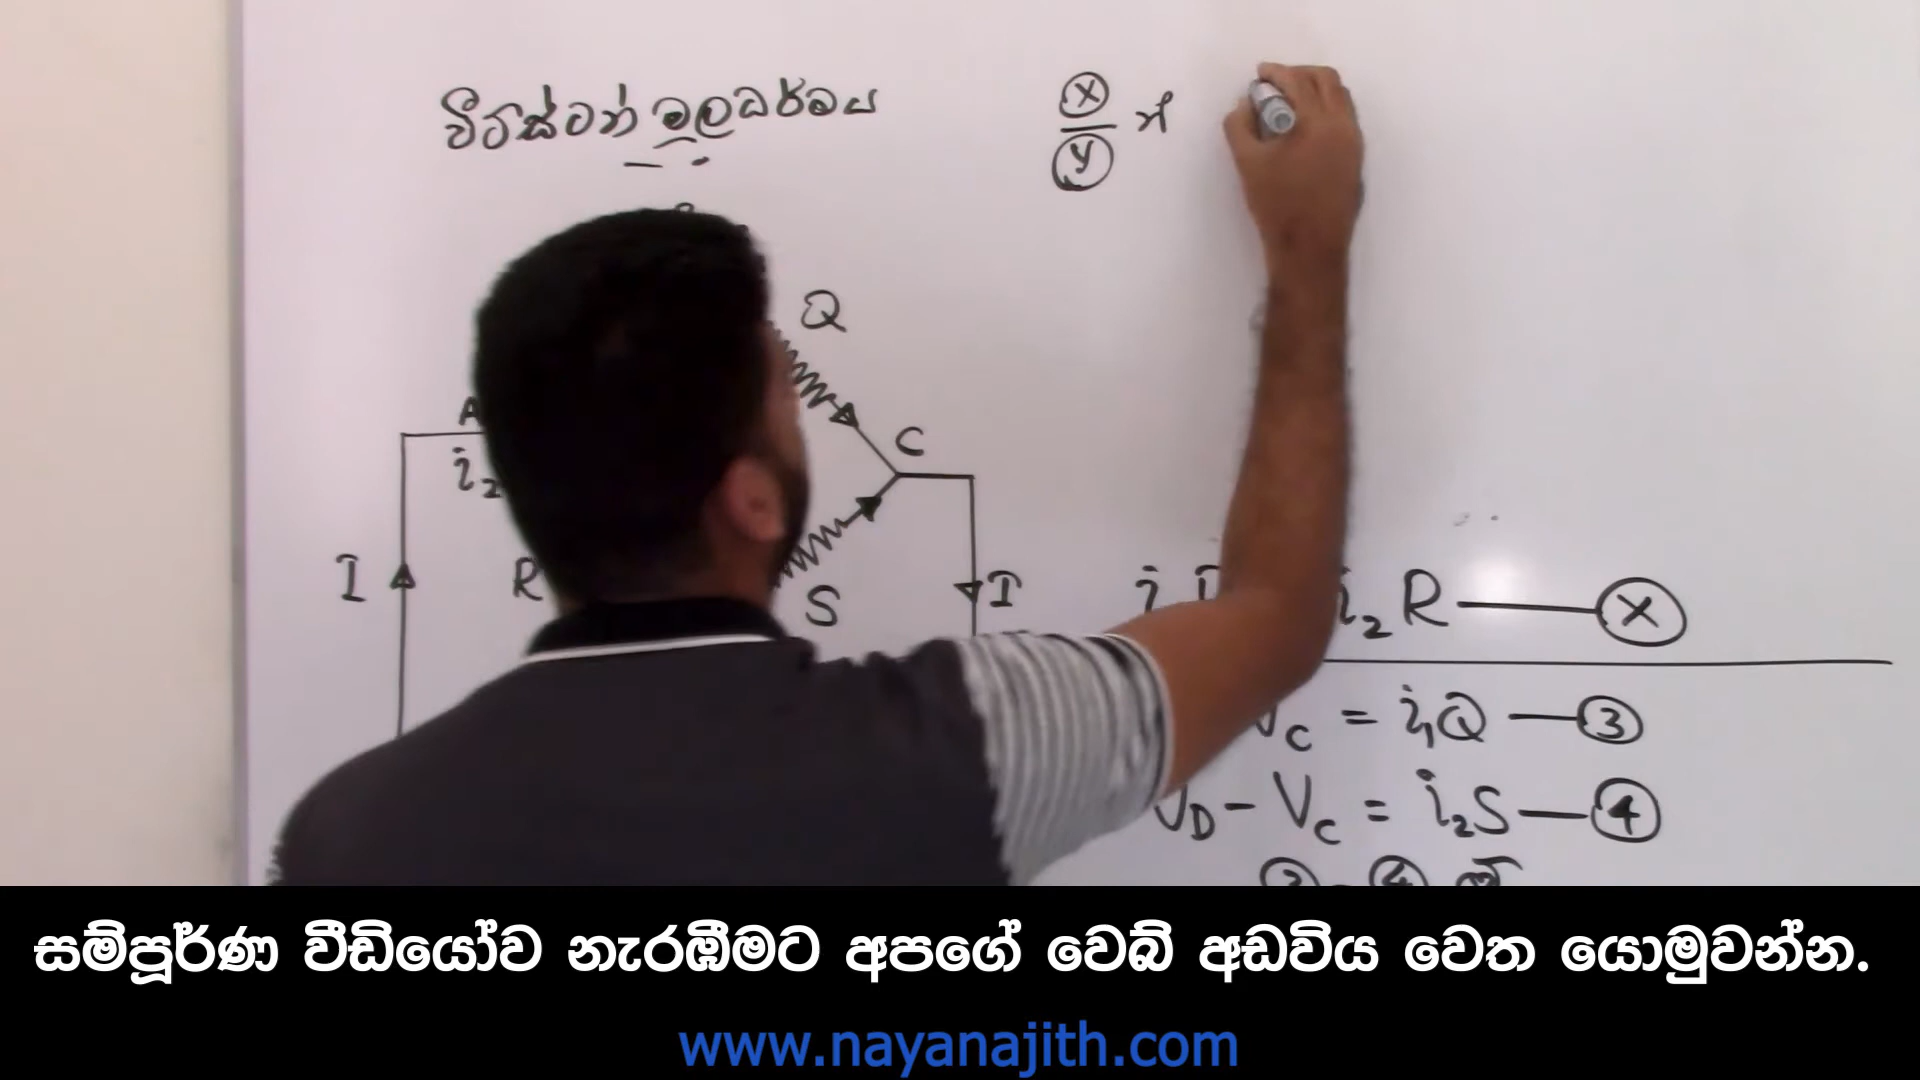 වීට්ස්ටන් මූලධර්මය
Ⓧ
Ⓨ න්
Q
A
C
i₂
I
R
S
I
i₂ R — Ⓧ
V_C = i₁Q — ③
V_D - V_C = i₂S — ④
සම්පූර්ණ වීඩියෝව නැරඹීමට අපගේ වෙබ් අඩවිය වෙත යොමුවන්න.
www.nayanajith.com